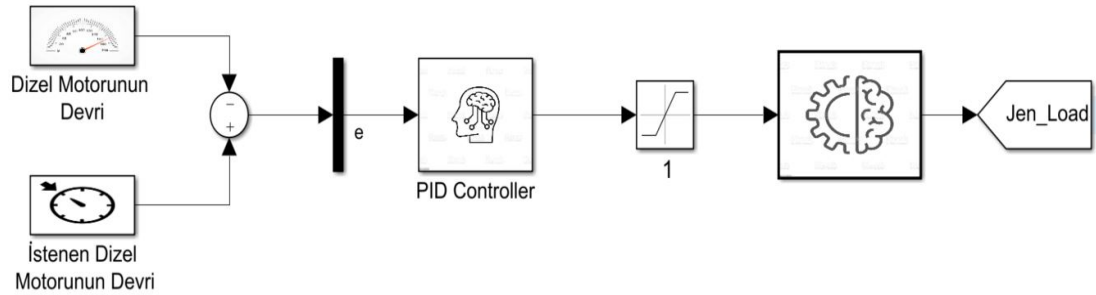 Dizel Motorunun
Devri
−
+
e
PID Controller
1
Jen_Load
İstenen Dizel
Motorunun Devri